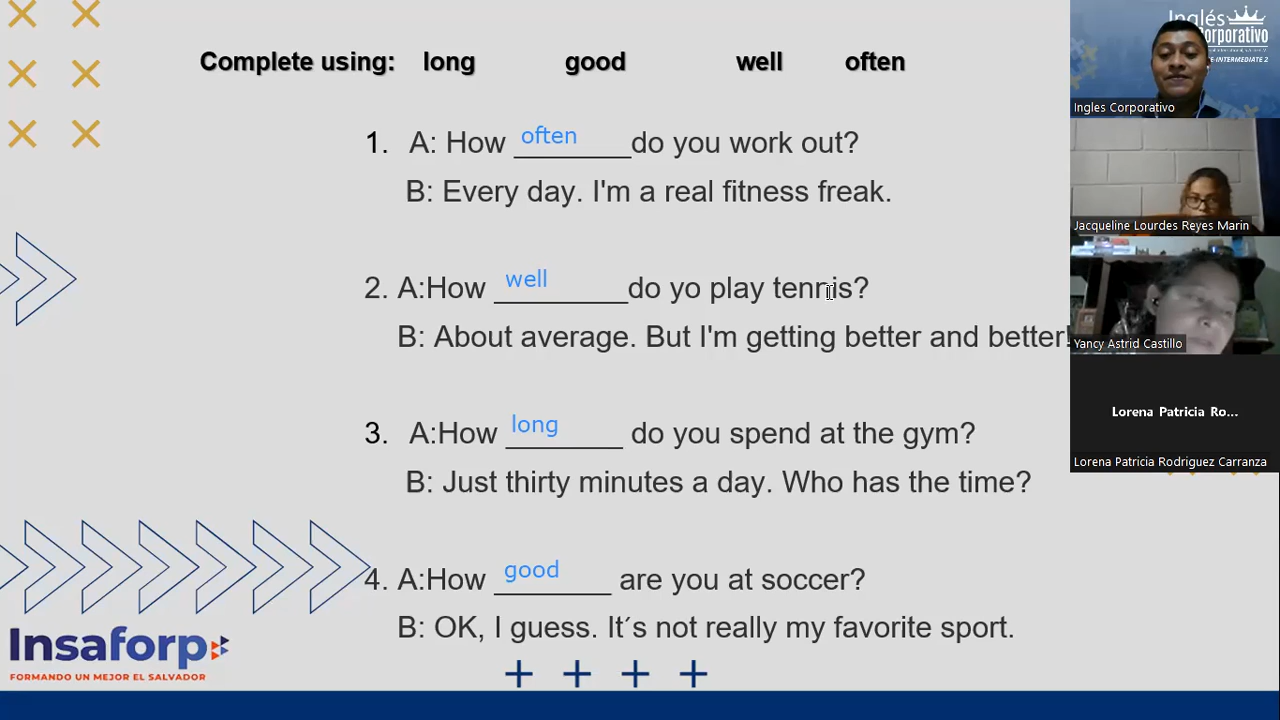 Complete using: long good well often
1. A: How often do you work out?
B: Every day. I'm a real fitness freak.
2. A:How well do yo play tennis?
B: About average. But I'm getting better and better!
3. A:How long do you spend at the gym?
B: Just thirty minutes a day. Who has the time?
4. A:How good are you at soccer?
B: OK, I guess. It´s not really my favorite sport.
Insaforp
FORMANDO UN MEJOR EL SALVADOR
Inglés
Corporativo
Ingles Corporativo
Jacqueline Lourdes Reyes Marin
Yancy Astrid Castillo
Lorena Patricia Ro...
Lorena Patricia Rodriguez Carranza